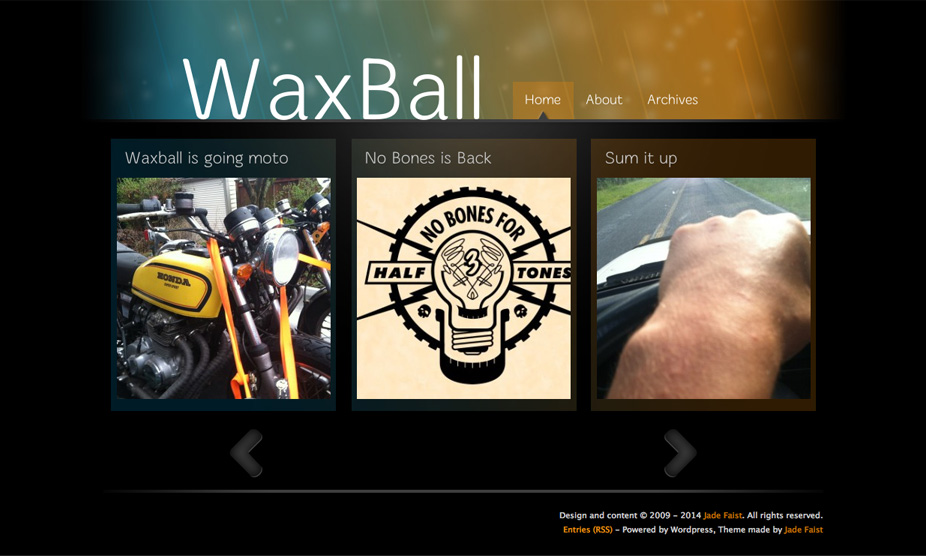 WaxBall
Home About Archives
Waxball is going moto
No Bones is Back
Sum it up
HONDA
NO BONES FOR
3
HALF TONES
Design and content © 2009 – 2014 Jade Faist. All rights reserved.
Entries (RSS) – Powered by Wordpress, Theme made by Jade Faist